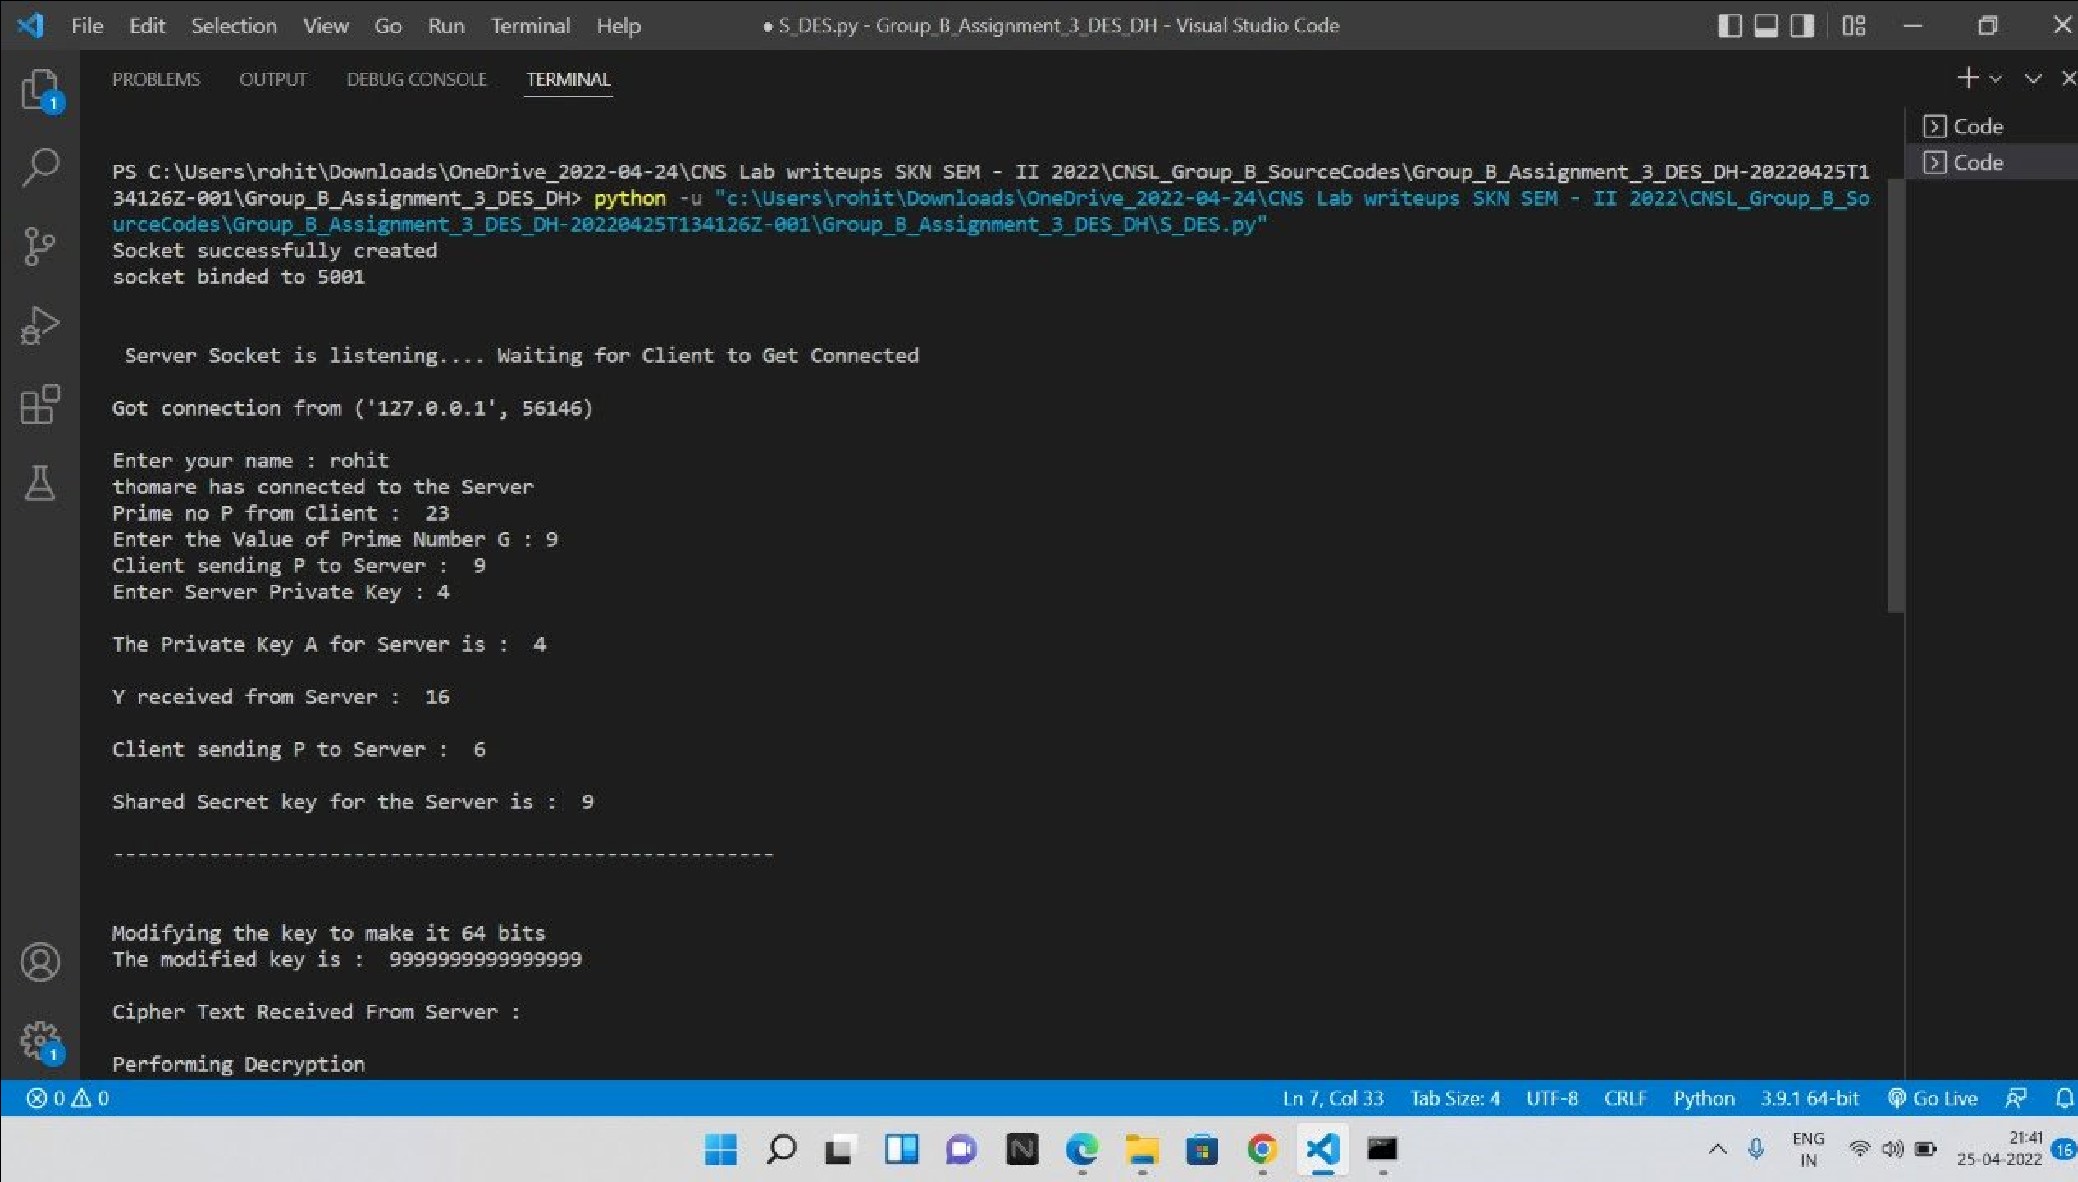 File Edit Selection View Go Run Terminal Help ● S_DES.py - Group_B_Assignment_3_DES_DH - Visual Studio Code
PROBLEMS OUTPUT DEBUG CONSOLE TERMINAL
Code
Code
PS C:\Users\rohit\Downloads\OneDrive_2022-04-24\CNS Lab writeups SKN SEM - II 2022\CNSL_Group_B_SourceCodes\Group_B_Assignment_3_DES_DH-20220425T1
34126Z-001\Group_B_Assignment_3_DES_DH> python -u "c:\Users\rohit\Downloads\OneDrive_2022-04-24\CNS Lab writeups SKN SEM - II 2022\CNSL_Group_B_So
urceCodes\Group_B_Assignment_3_DES_DH-20220425T134126Z-001\Group_B_Assignment_3_DES_DH\S_DES.py"
Socket successfully created
socket binded to 5001
Server Socket is listening.... Waiting for Client to Get Connected
Got connection from ('127.0.0.1', 56146)
Enter your name : rohit
thomare has connected to the Server
Prime no P from Client :  23
Enter the Value of Prime Number G : 9
Client sending P to Server :  9
Enter Server Private Key : 4
The Private Key A for Server is :  4
Y received from Server :  16
Client sending P to Server :  6
Shared Secret key for the Server is :  9
-------------------------------------------------------
Modifying the key to make it 64 bits
The modified key is :  9999999999999999
Cipher Text Received From Server :
Performing Decryption
1
1
0 0 Ln 7, Col 33 Tab Size: 4 UTF-8 CRLF Python 3.9.1 64-bit Go Live
ENG
IN
21:41
25-04-2022
16